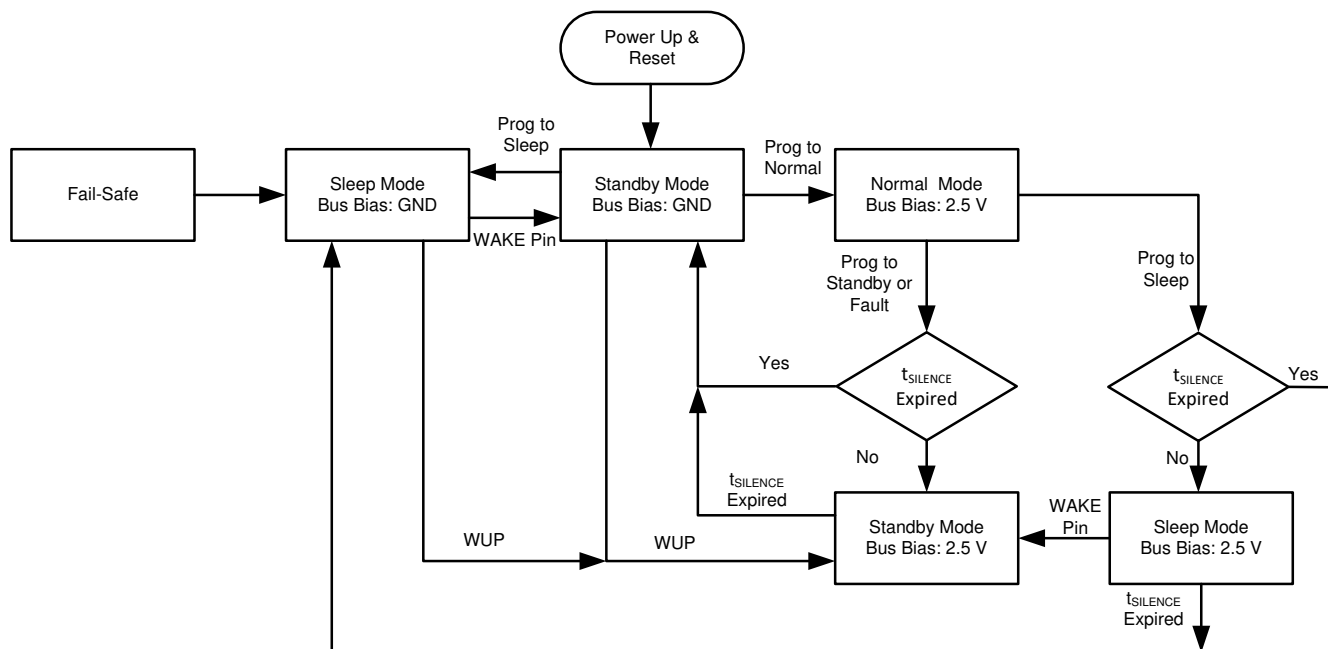 Power Up &
Reset
Prog to
Sleep
Prog to
Normal
Fail-Safe
Sleep Mode
Bus Bias: GND
Standby Mode
Bus Bias: GND
Normal Mode
Bus Bias: 2.5 V
WAKE Pin
Prog to
Standby or
Fault
Prog to
Sleep
Yes
tSILENCE
Expired
tSILENCE
Expired
Yes
No
No
tSILENCE
Expired
WAKE
Pin
Standby Mode
Bus Bias: 2.5 V
Sleep Mode
Bus Bias: 2.5 V
WUP
WUP
tSILENCE
Expired